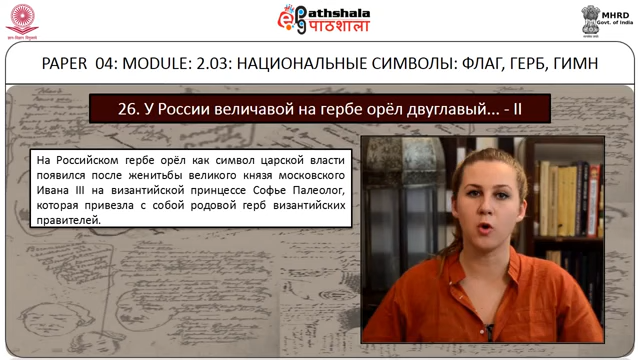 Pathshala
पाठशाला
MHRD
Govt. of India
PAPER 04: MODULE: 2.03: НАЦИОНАЛЬНЫЕ СИМВОЛЫ: ФЛАГ, ГЕРБ, ГИМН
26. У России величавой на гербе орёл двуглавый... - II
На Российском гербе орёл как символ царской власти
появился после женитьбы великого князя московского
Ивана III на византийской принцессе Софье Палеолог,
которая привезла с собой родовой герб византийских
правителей.